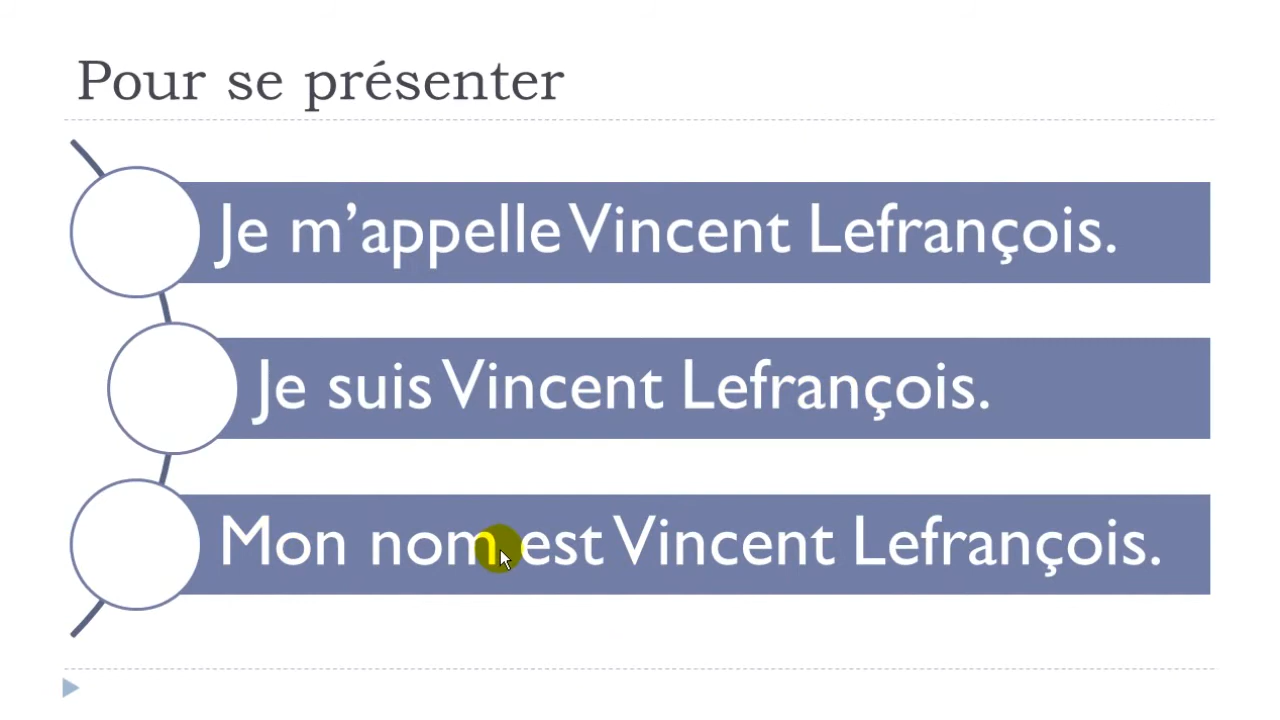 Pour se présenter
Je m’appelle Vincent Lefrançois.
Je suis Vincent Lefrançois.
Mon nom est Vincent Lefrançois.